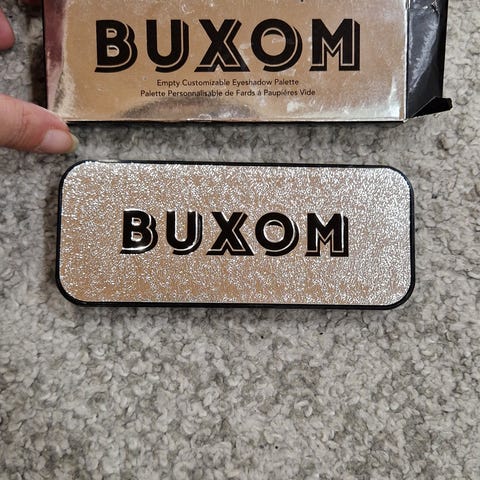 BUXOM
Empty Customizable Eyeshadow Palette
Palette Personnalisable de Fards à Paupières Vide
BUXOM